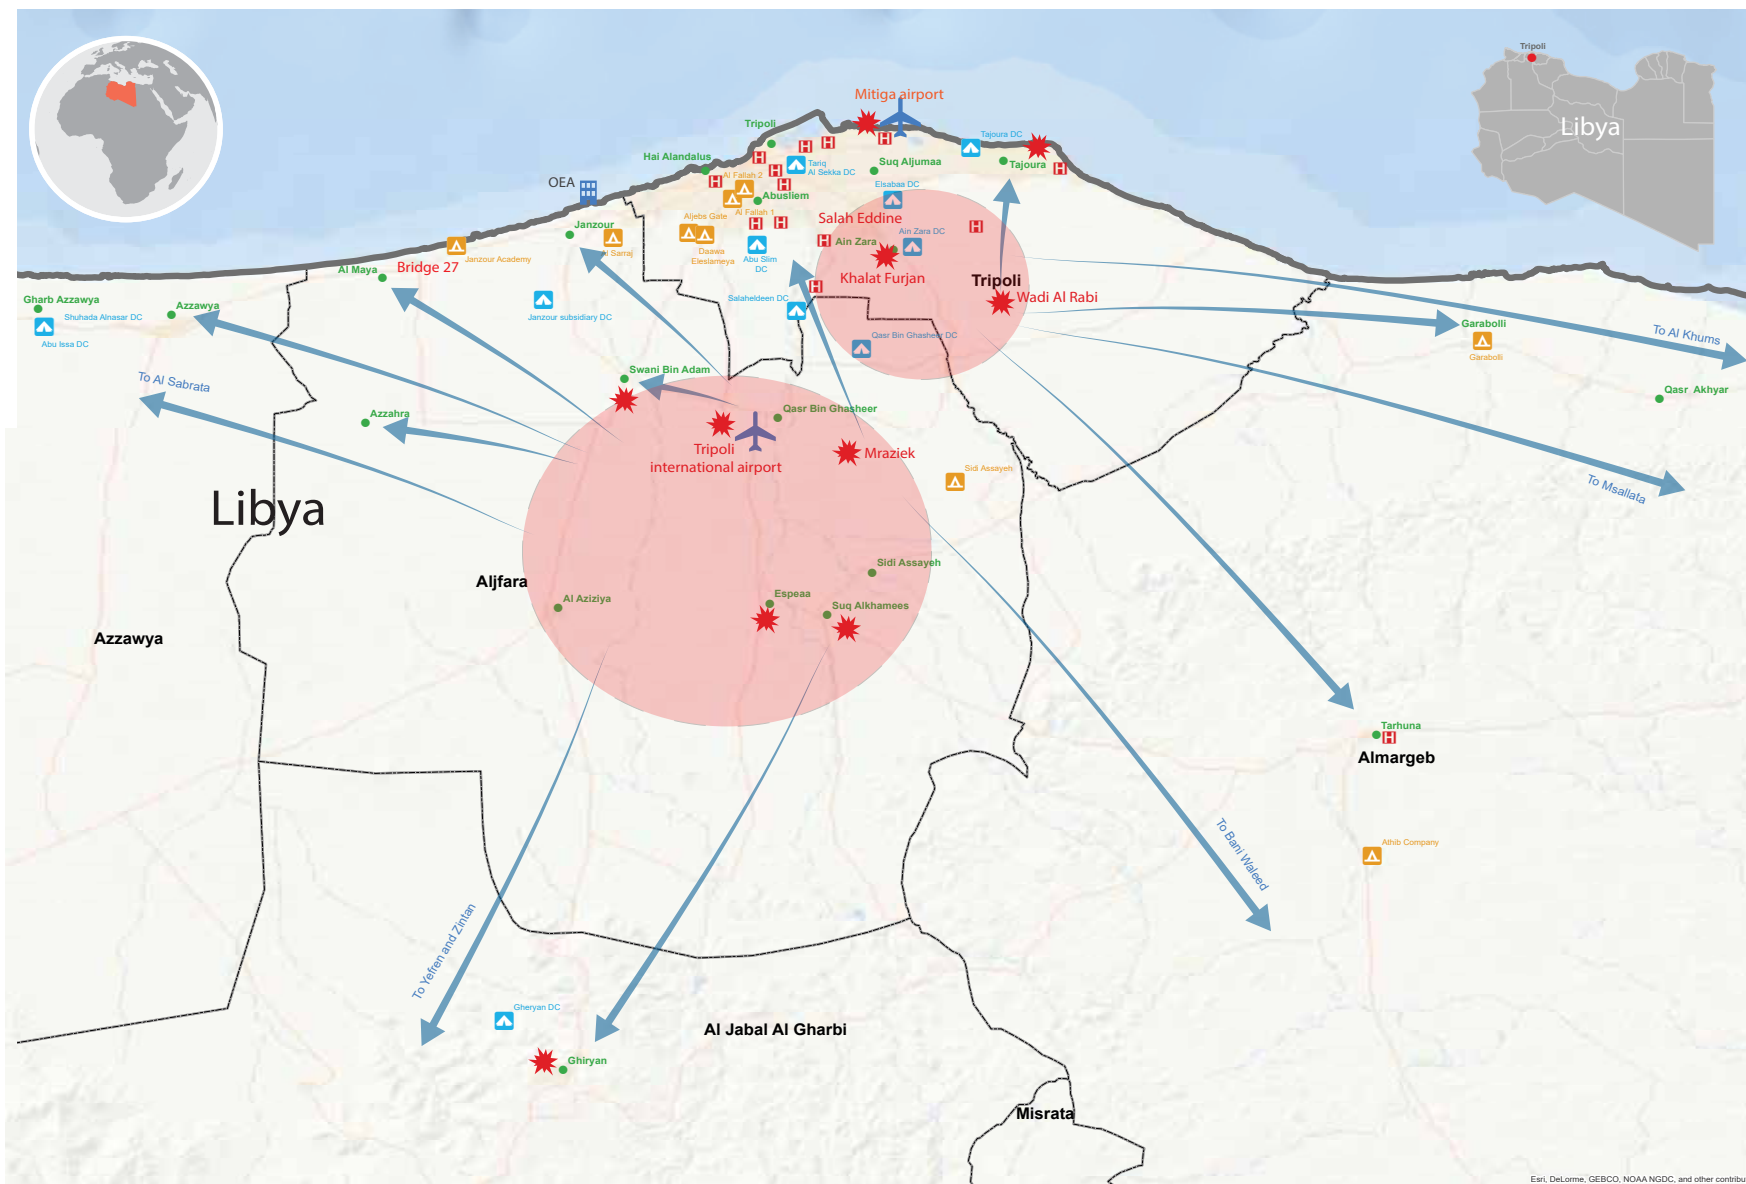 Tripoli
Libya
Mitiga airport
Tripoli
Tajoura DC
Hai Alandalus
Tariq
Al Sekka DC
Suq Aljumaa
Tajoura
Al Fallah 2
OEA
Elsabaa DC
Abusliem
Aljebs Gate
Al Fallah 1
Salah Eddine
Janzour
Ain Zara DC
Ain Zara
Janzour Academy
Daawa
Eleslameya
Abu Slim
DC
Al Maya
Bridge 27
Khalat Furjan
Tripoli
Wadi Al Rabi
Gharb Azzawya
Azzawya
Shuhada Alnasar DC
Abu Issa DC
Janzour subsidiary DC
Salaheldeen DC
Garabolli
To Al Khums
Qasr Bin Ghasheer DC
Garabolli
Swani Bin Adam
To Al Sabrata
Qasr Akhyar
Azzahra
Qasr Bin Ghasheer
Tripoli
international airport
Mraziek
Sidi Assayeh
To Msallata
Libya
Sidi Assayeh
Aljfara
Al Aziziya
Espeaa
Suq Alkhamees
Azzawya
Tarhuna
Almargeb
Athib Company
To Bani Waleed
To Yefren and Zintan
Gheryan DC
Al Jabal Al Gharbi
Ghiryan
Misrata
Esri, DeLorme, GEBCO, NOAA NGDC, and other contribu